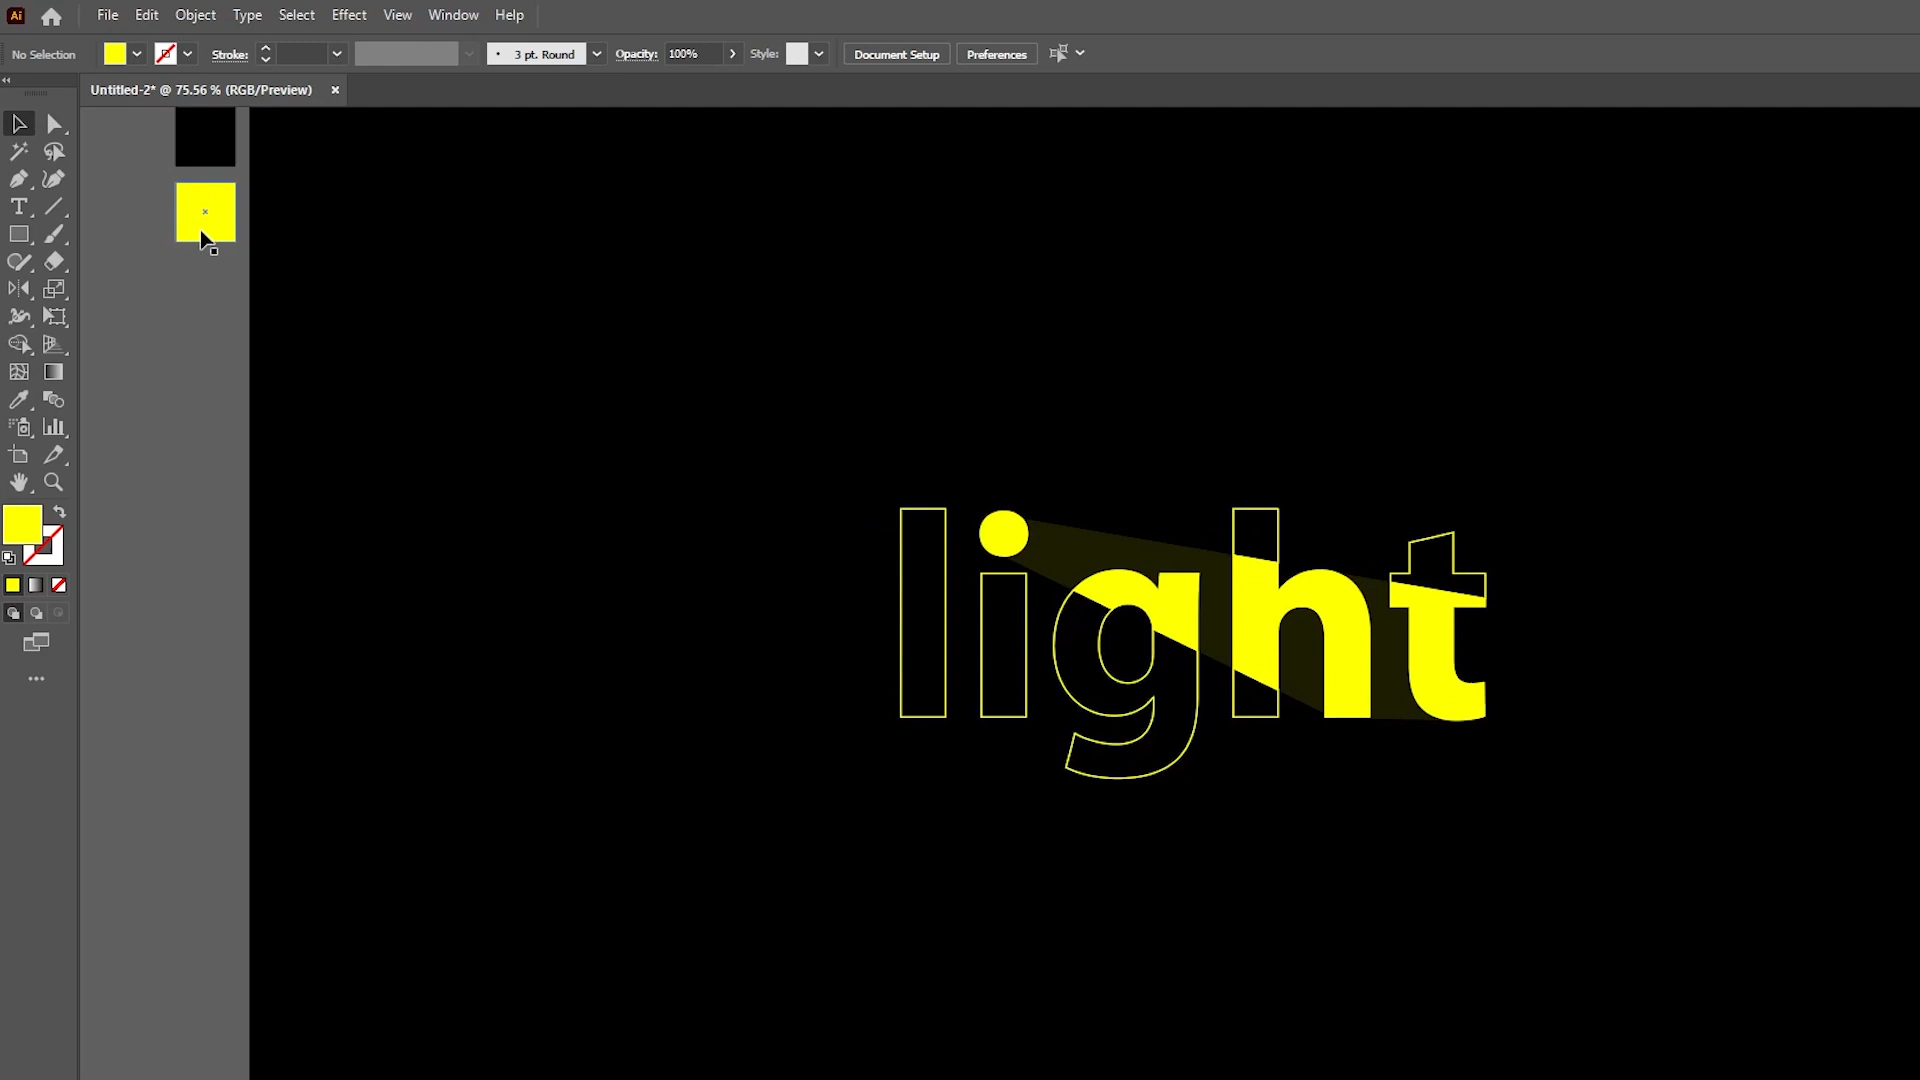 Ai File Edit Object Type Select Effect View Window Help
No Selection Stroke: • 3 pt. Round Opacity: 100% Style: Document Setup Preferences
Untitled-2* @ 75.56 % (RGB/Preview) ×
light